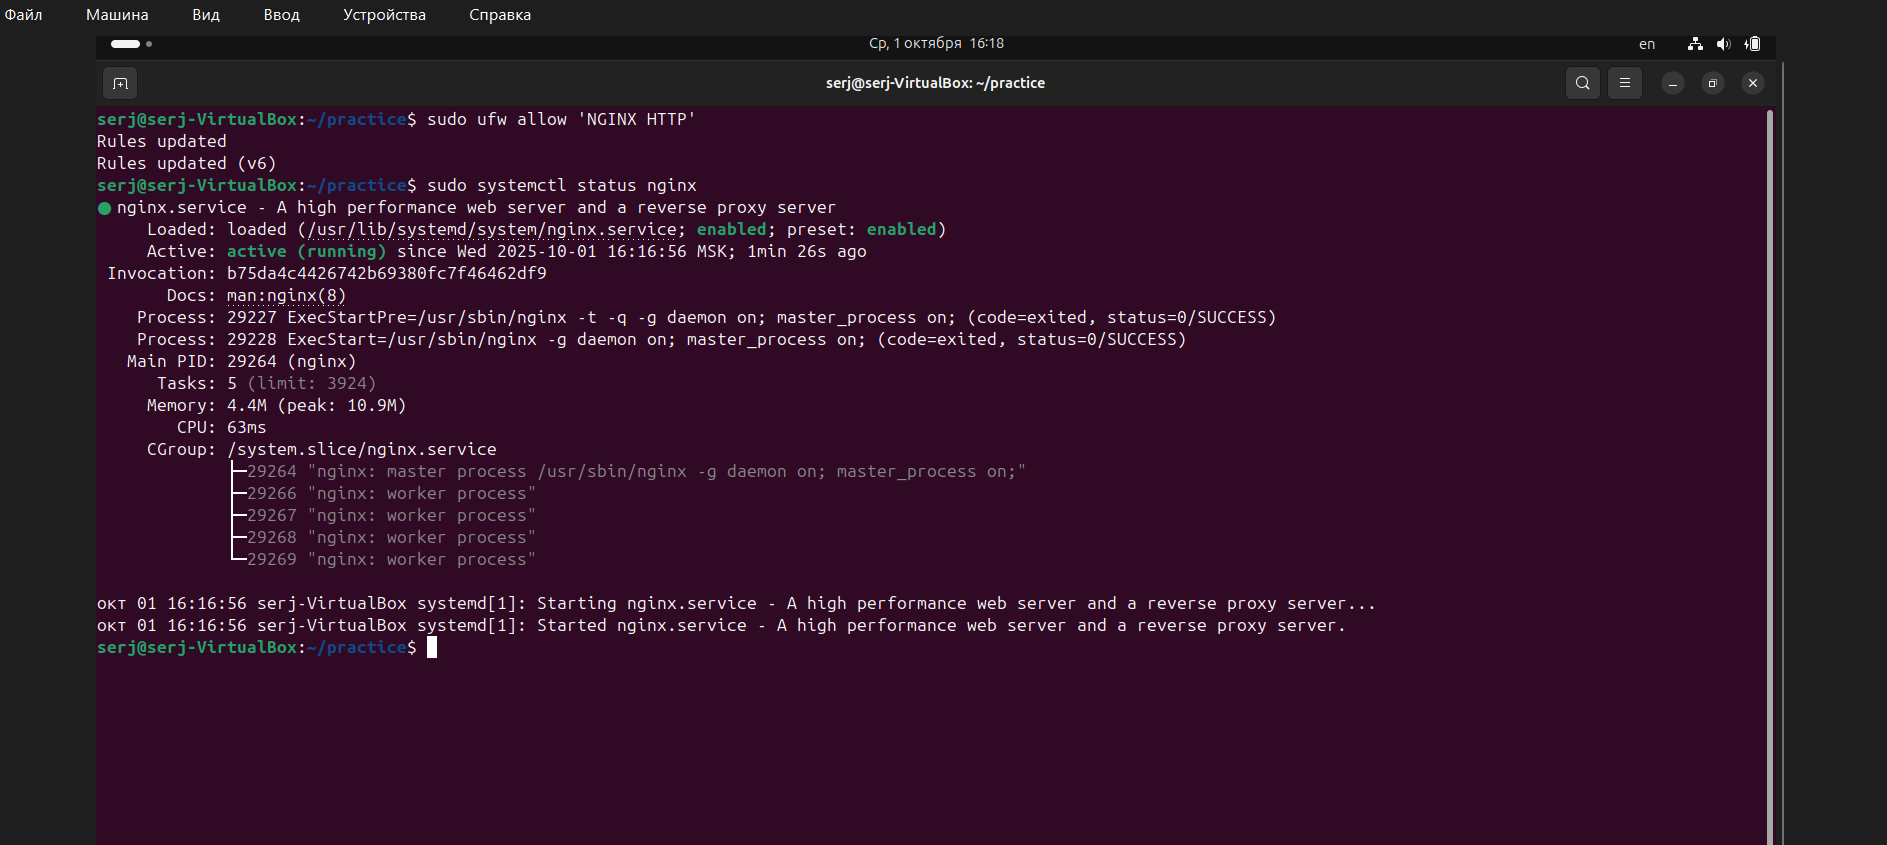 Файл Машина Вид Ввод Устройства Справка
Ср, 1 октября 16:18 en
serj@serj-VirtualBox: ~/practice
serj@serj-VirtualBox:~/practice$ sudo ufw allow 'NGINX HTTP'
Rules updated
Rules updated (v6)
serj@serj-VirtualBox:~/practice$ sudo systemctl status nginx
● nginx.service - A high performance web server and a reverse proxy server
Loaded: loaded (/usr/lib/systemd/system/nginx.service; enabled; preset: enabled)
Active: active (running) since Wed 2025-10-01 16:16:56 MSK; 1min 26s ago
Invocation: b75da4c4426742b69380fc7f46462df9
Docs: man:nginx(8)
Process: 29227 ExecStartPre=/usr/sbin/nginx -t -q -g daemon on; master_process on; (code=exited, status=0/SUCCESS)
Process: 29228 ExecStart=/usr/sbin/nginx -g daemon on; master_process on; (code=exited, status=0/SUCCESS)
Main PID: 29264 (nginx)
Tasks: 5 (limit: 3924)
Memory: 4.4M (peak: 10.9M)
CPU: 63ms
CGroup: /system.slice/nginx.service
├─29264 "nginx: master process /usr/sbin/nginx -g daemon on; master_process on;"
├─29266 "nginx: worker process"
├─29267 "nginx: worker process"
├─29268 "nginx: worker process"
└─29269 "nginx: worker process"
окт 01 16:16:56 serj-VirtualBox systemd[1]: Starting nginx.service - A high performance web server and a reverse proxy server...
окт 01 16:16:56 serj-VirtualBox systemd[1]: Started nginx.service - A high performance web server and a reverse proxy server.
serj@serj-VirtualBox:~/practice$